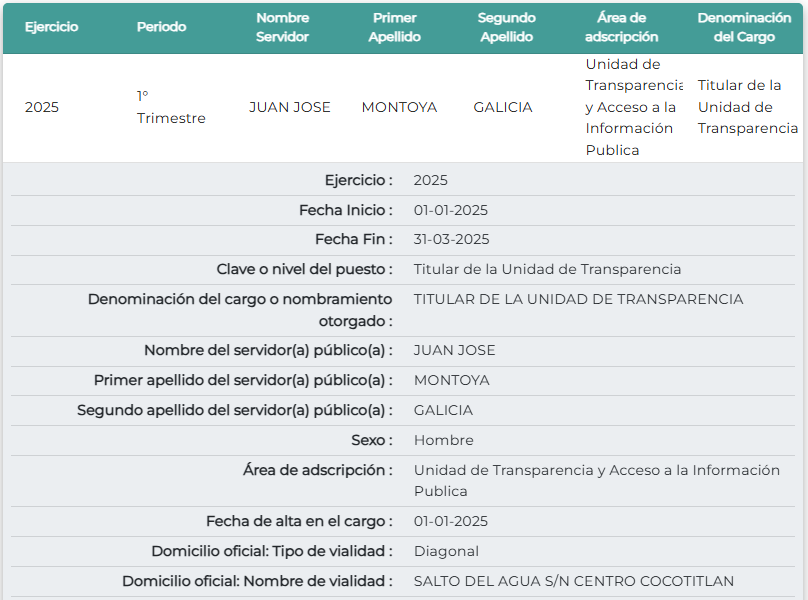 Ejercicio Periodo Nombre Servidor Primer Apellido Segundo Apellido Área de adscripción Denominación del Cargo
2025 1° Trimestre JUAN JOSE MONTOYA GALICIA Unidad de Transparencia y Acceso a la Información Publica Titular de la Unidad de Transparencia
Ejercicio : 2025
Fecha Inicio : 01-01-2025
Fecha Fin : 31-03-2025
Clave o nivel del puesto : Titular de la Unidad de Transparencia
Denominación del cargo o nombramiento otorgado : TITULAR DE LA UNIDAD DE TRANSPARENCIA
Nombre del servidor(a) público(a) : JUAN JOSE
Primer apellido del servidor(a) público(a) : MONTOYA
Segundo apellido del servidor(a) público(a) : GALICIA
Sexo : Hombre
Área de adscripción : Unidad de Transparencia y Acceso a la Información Publica
Fecha de alta en el cargo : 01-01-2025
Domicilio oficial: Tipo de vialidad : Diagonal
Domicilio oficial: Nombre de vialidad : SALTO DEL AGUA S/N CENTRO COCOTITLAN